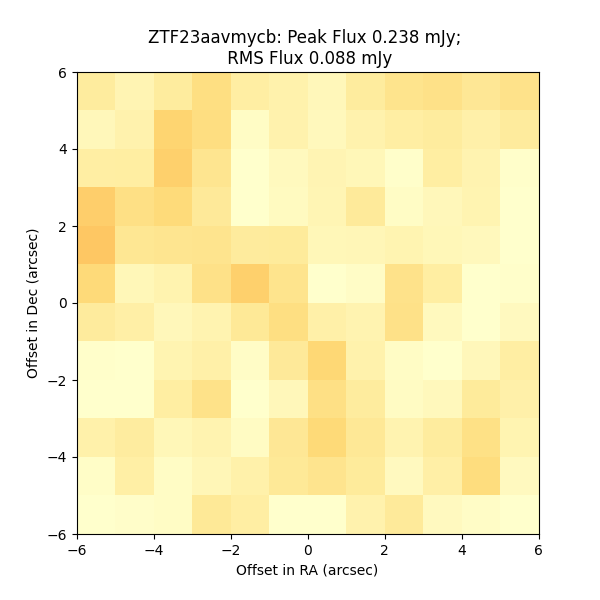 ZTF23aavmycb: Peak Flux 0.238 mJy;
RMS Flux 0.088 mJy
6
4
2
0
−2
−4
−6
Offset in Dec (arcsec)
−6 −4 −2 0 2 4 6
Offset in RA (arcsec)